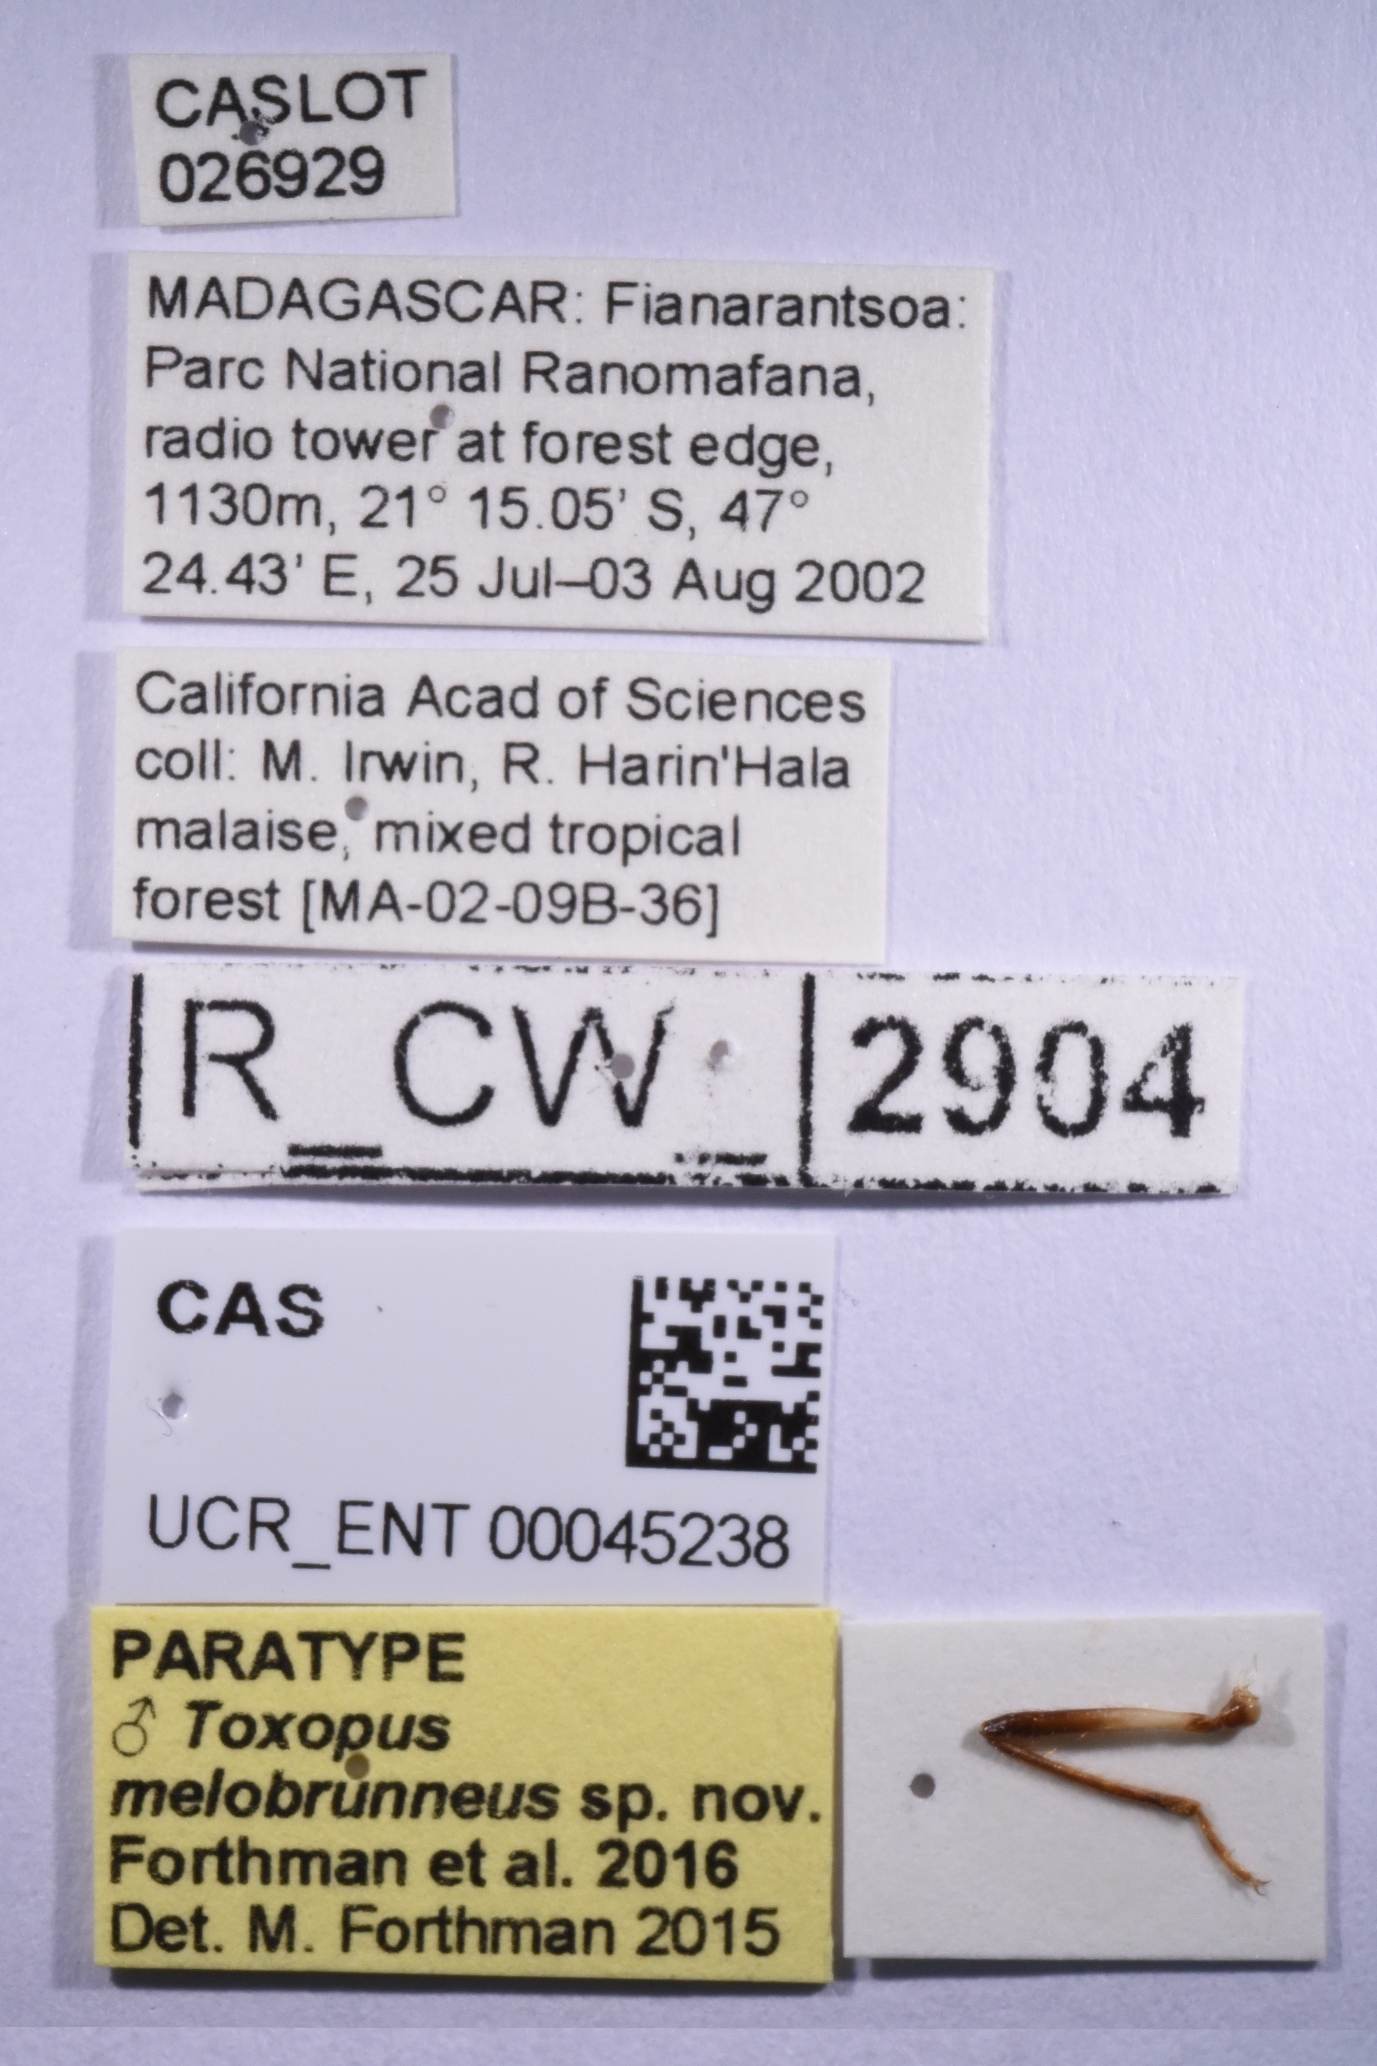 CASLOT
026929
MADAGASCAR: Fianarantsoa:
Parc National Ranomafana,
radio tower at forest edge,
1130m, 21° 15.05' S, 47°
24.43' E, 25 Jul–03 Aug 2002
California Acad of Sciences
coll: M. Irwin, R. Harin'Hala
malaise, mixed tropical
forest [MA-02-09B-36]
R_CW_ 2904
CAS
UCR_ENT 00045238
PARATYPE
♂ Toxopus
melobrunneus sp. nov.
Forthman et al. 2016
Det. M. Forthman 2015